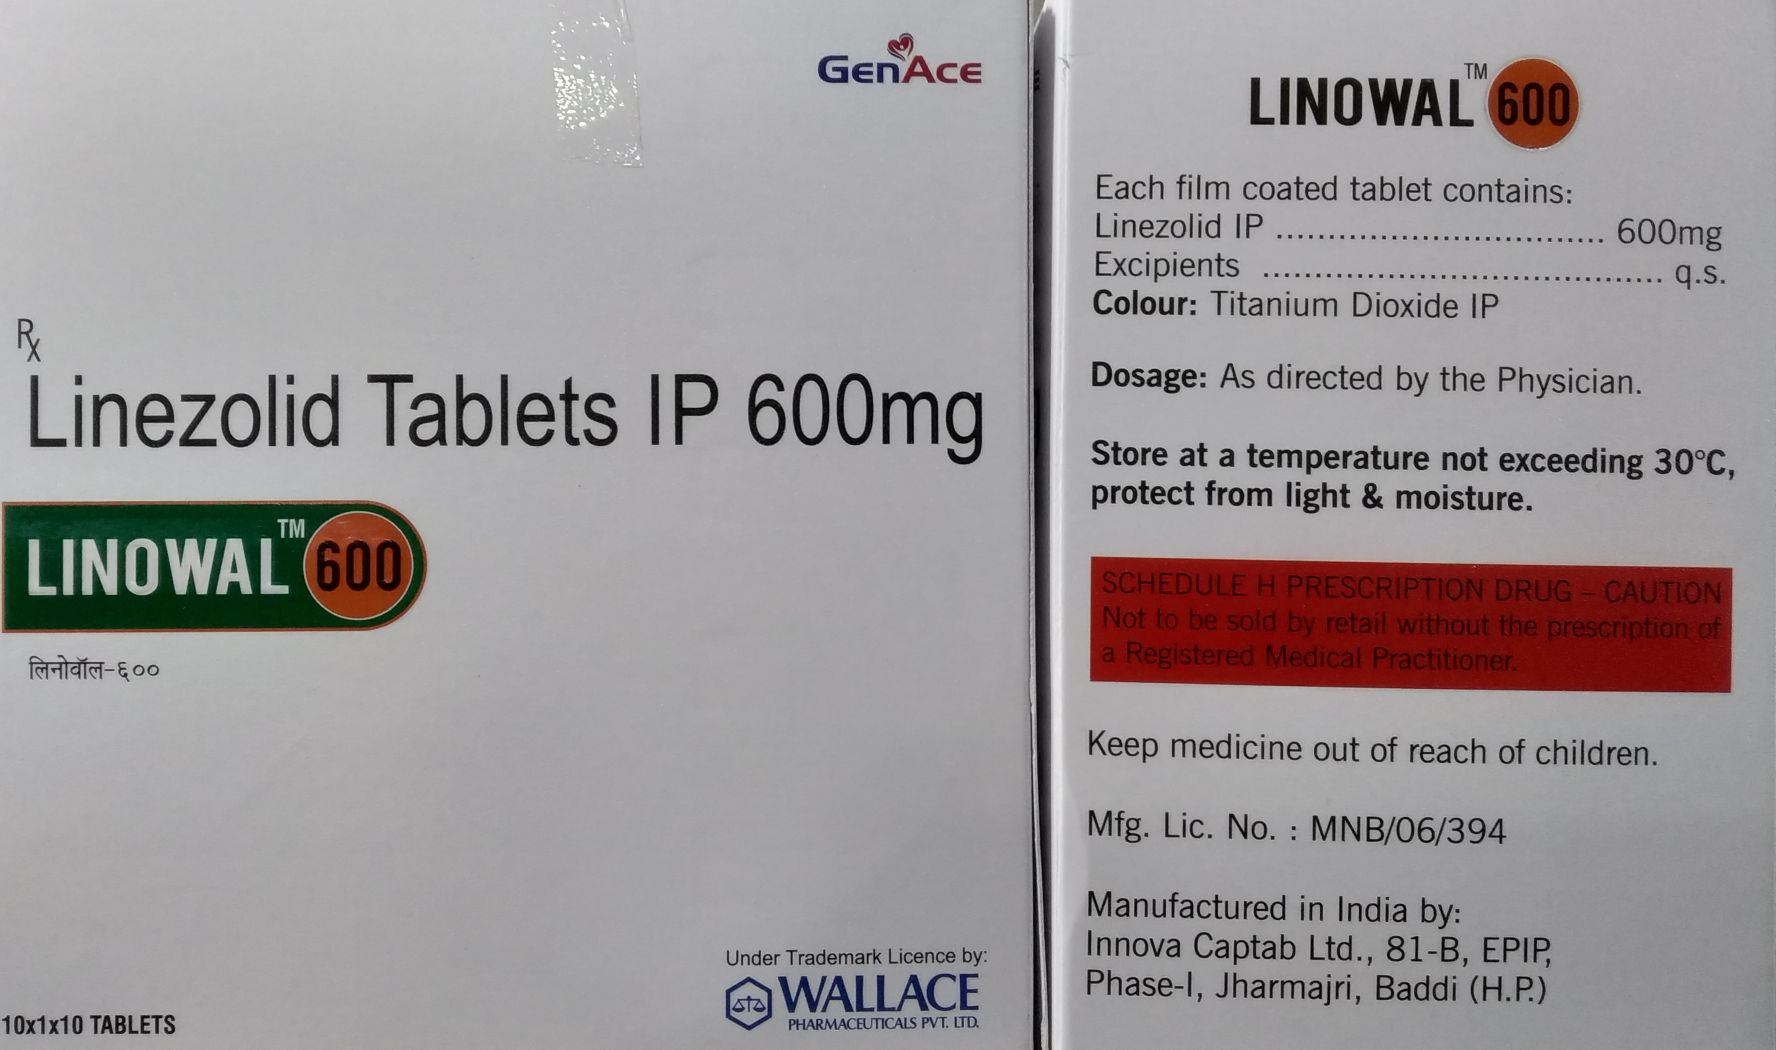 GenAce
Rx
Linezolid Tablets IP 600mg
LINOWAL™ 600
लिनोवॉल-६००
Under Trademark Licence by:
WALLACE
PHARMACEUTICALS PVT. LTD.
10x1x10 TABLETS
LINOWAL™ 600
Each film coated tablet contains:
Linezolid IP ................................ 600mg
Excipients ....................................... q.s.
Colour: Titanium Dioxide IP
Dosage: As directed by the Physician.
Store at a temperature not exceeding 30°C,
protect from light & moisture.
SCHEDULE H PRESCRIPTION DRUG – CAUTION
Not to be sold by retail without the prescription of
a Registered Medical Practitioner.
Keep medicine out of reach of children.
Mfg. Lic. No. : MNB/06/394
Manufactured in India by:
Innova Captab Ltd., 81-B, EPIP,
Phase-I, Jharmajri, Baddi (H.P.)